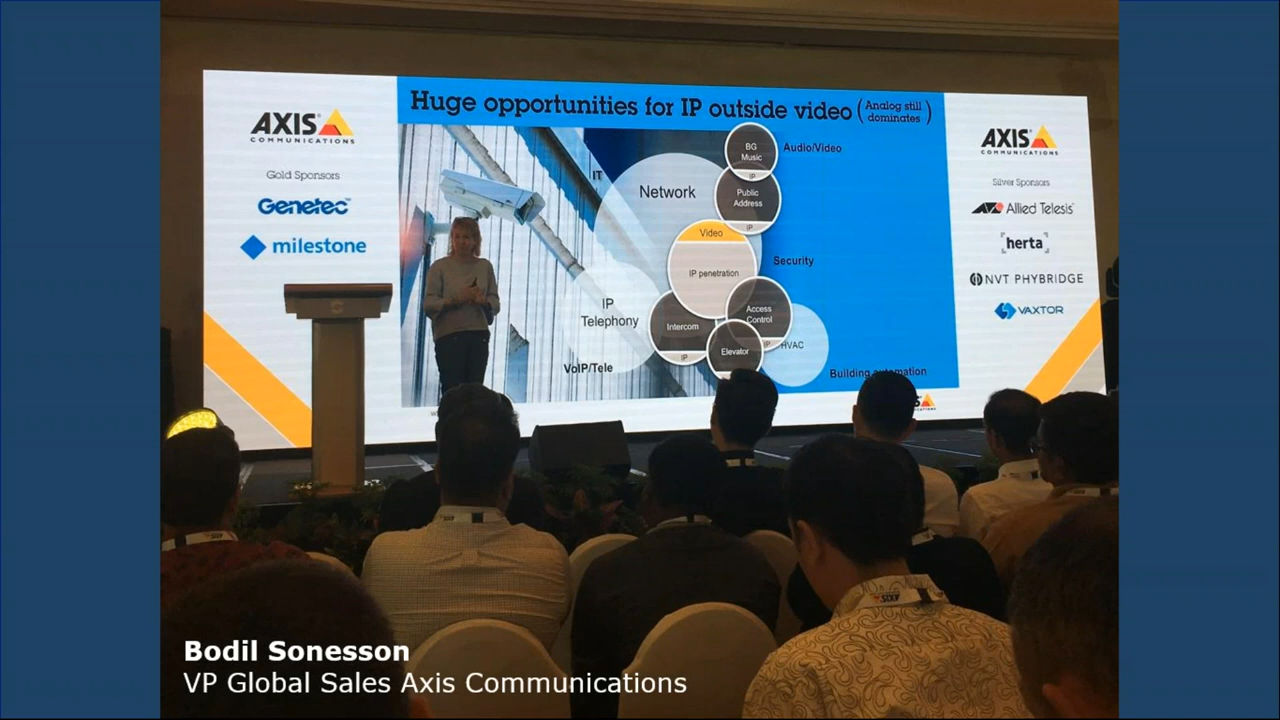 Huge opportunities for IP outside video (Analog still dominates)
AXIS
COMMUNICATIONS
Gold Sponsors
Genetec
milestone
IT
Network
IP
Telephony
VoIP/Tele
BG
Music
IP
Public
Address
IP
Video
IP penetration
Intercom
IP
Access
Control
IP
Elevator
HVAC
Audio/Video
Security
Building automation
AXIS
COMMUNICATIONS
Silver Sponsors
Allied Telesis
herta
NVT PHYBRIDGE
VAXTOR
AXIS
Bodil Sonesson
VP Global Sales Axis Communications